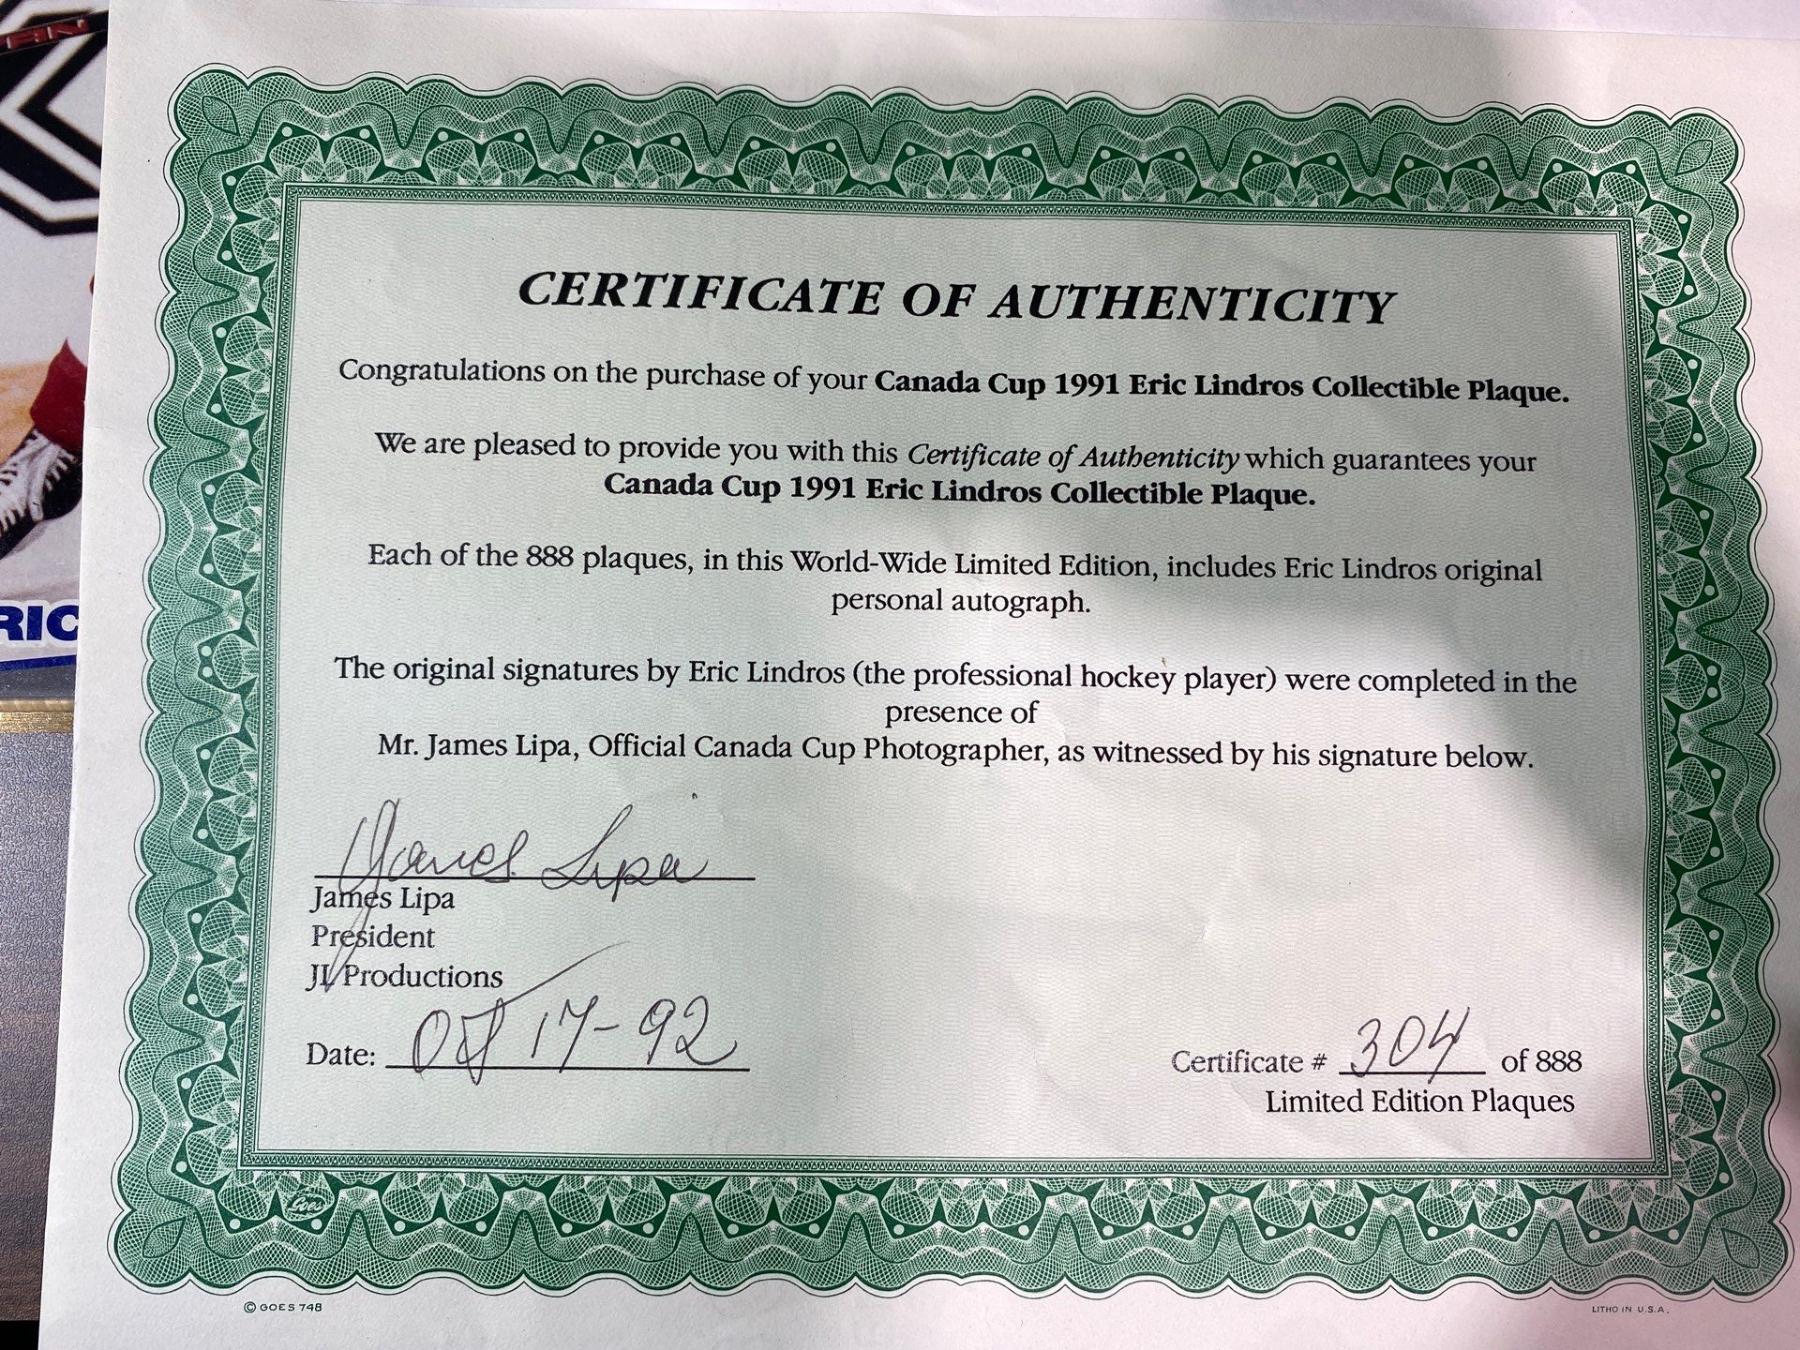 CERTIFICATE OF AUTHENTICITY
Congratulations on the purchase of your Canada Cup 1991 Eric Lindros Collectible Plaque.
We are pleased to provide you with this Certificate of Authenticity which guarantees your
Canada Cup 1991 Eric Lindros Collectible Plaque.
Each of the 888 plaques, in this World-Wide Limited Edition, includes Eric Lindros original
personal autograph.
The original signatures by Eric Lindros (the professional hockey player) were completed in the
presence of
Mr. James Lipa, Official Canada Cup Photographer, as witnessed by his signature below.
James Lipa
James Lipa
President
JL Productions
Date: Oct 17-92
Certificate # 304 of 888
Limited Edition Plaques
Goes
© GOES 748
LITHO IN U.S.A.
RIC